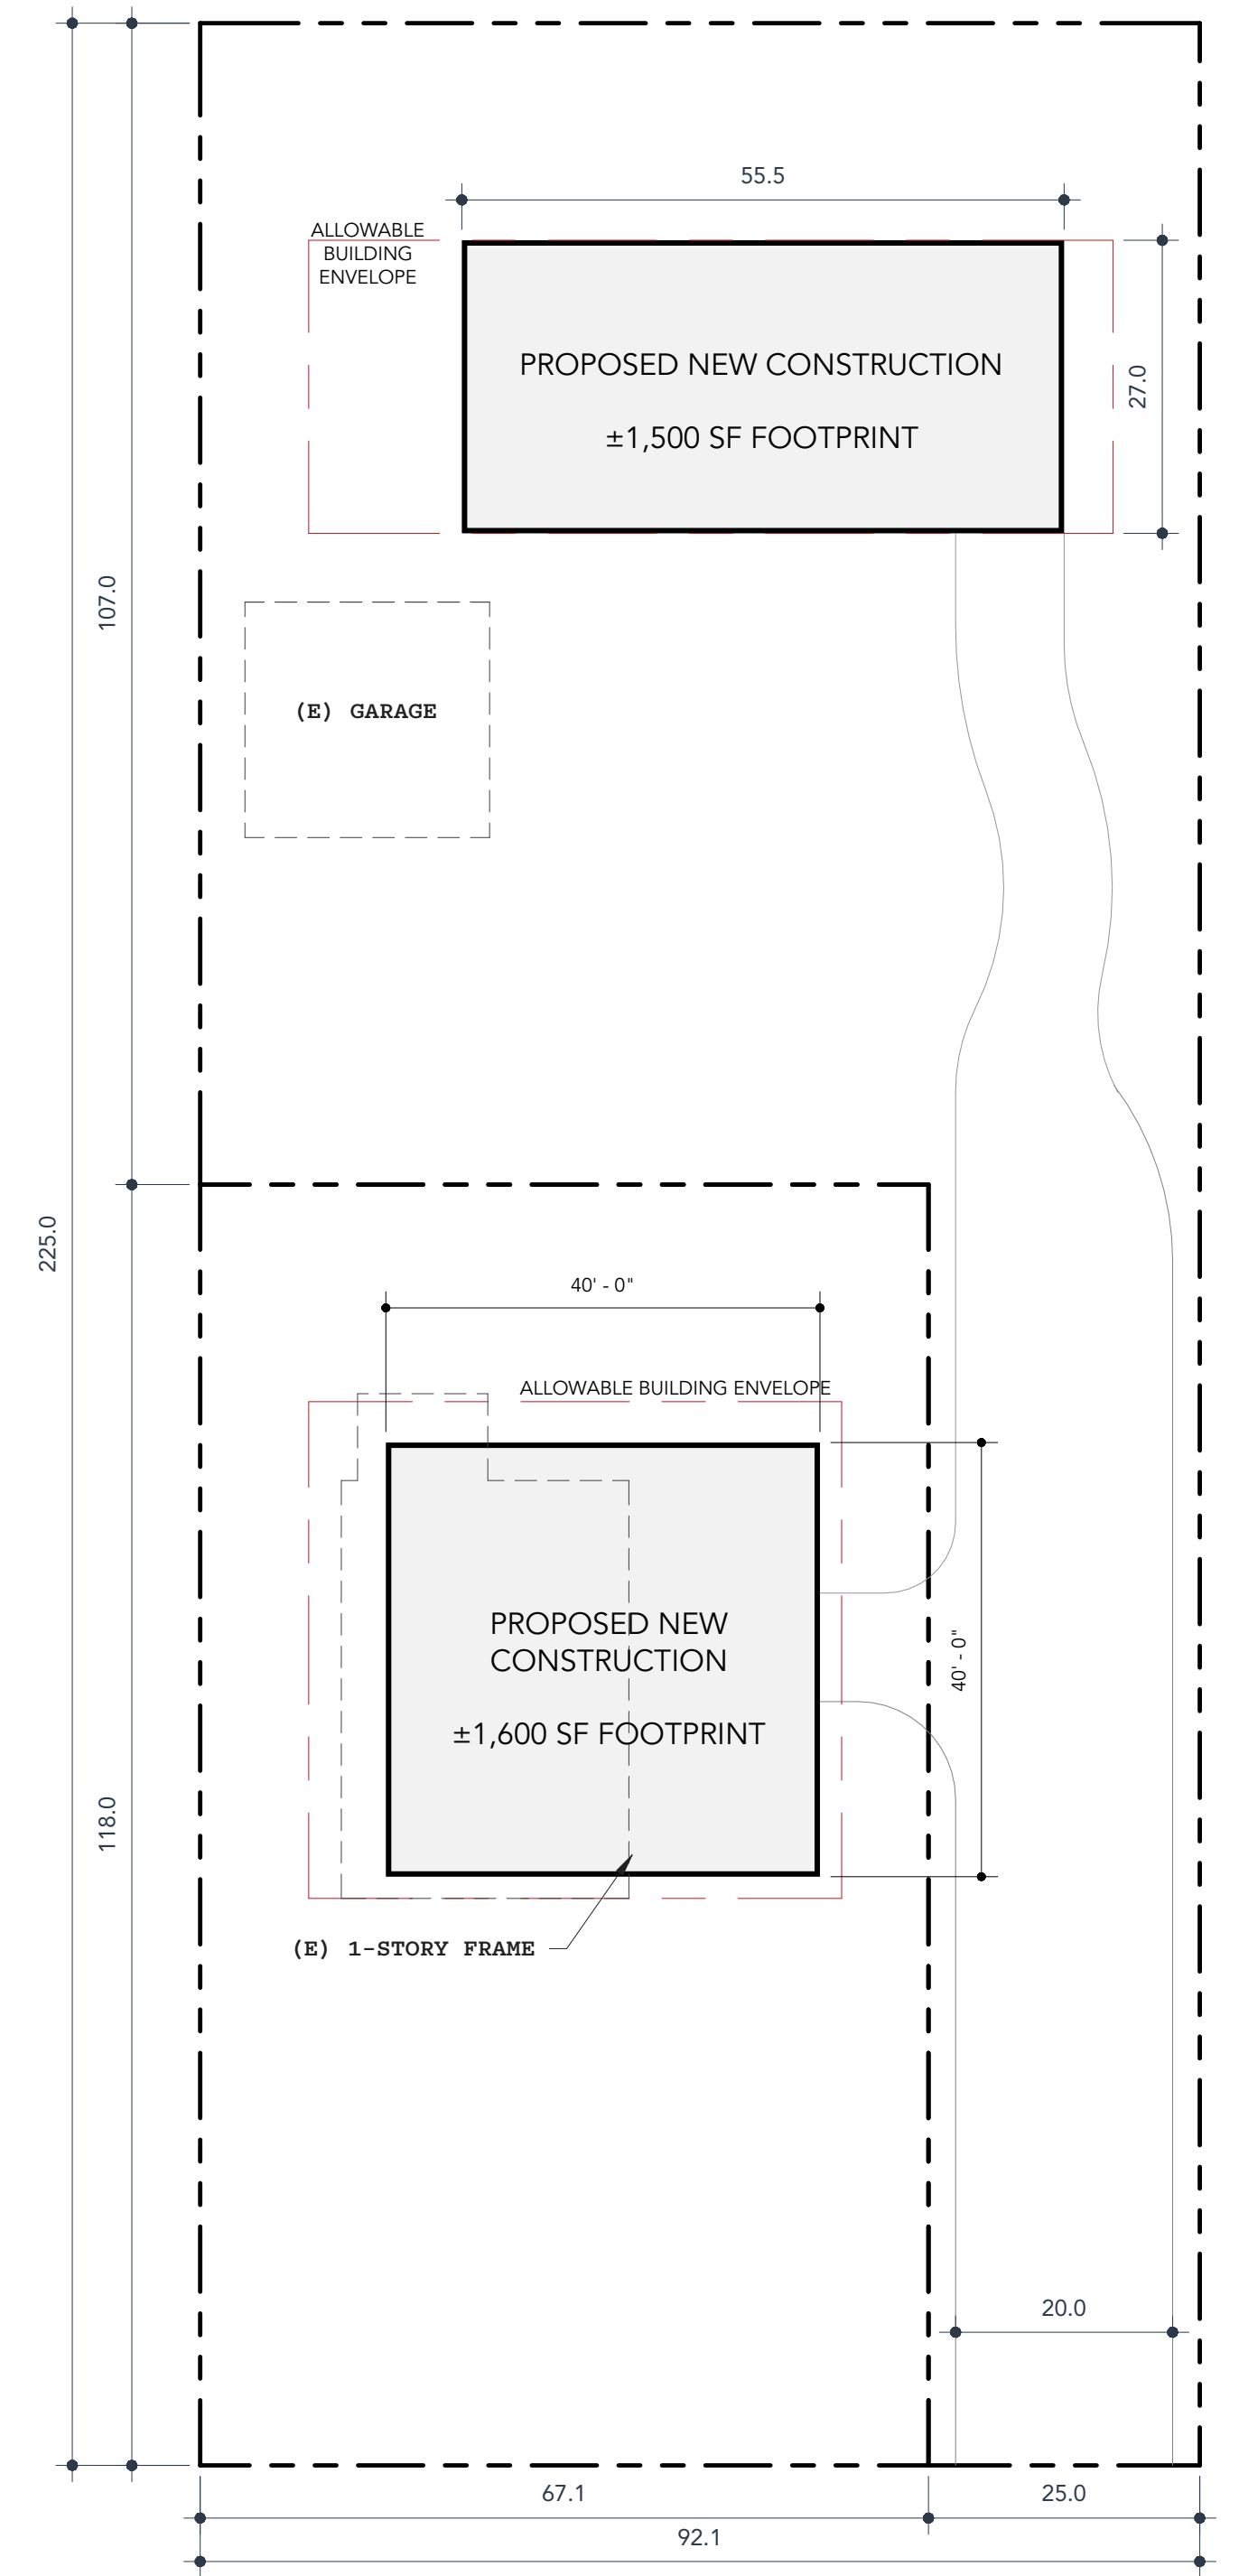 55.5
ALLOWABLE
BUILDING
ENVELOPE
PROPOSED NEW CONSTRUCTION
±1,500 SF FOOTPRINT
27.0
107.0
(E) GARAGE
225.0
40' - 0"
ALLOWABLE BUILDING ENVELOPE
PROPOSED NEW
CONSTRUCTION
±1,600 SF FOOTPRINT
40' - 0"
118.0
(E) 1-STORY FRAME
20.0
67.1
25.0
92.1